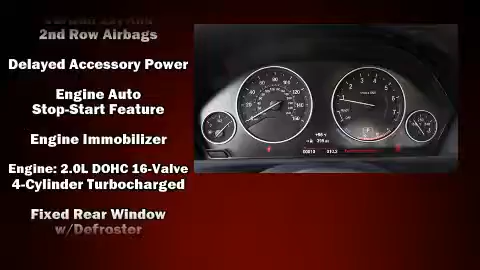 2nd Row Airbags
Delayed Accessory Power
Engine Auto
Stop-Start Feature
Engine Immobilizer
Engine: 2.0L DOHC 16-Valve
4-Cylinder Turbocharged
Fixed Rear Window
w/Defroster